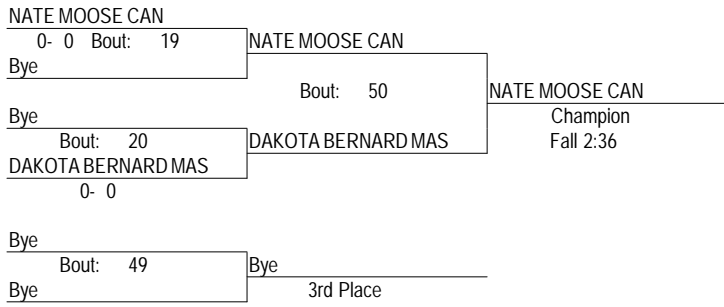 NATE MOOSE CAN
0- 0 Bout: 19
NATE MOOSE CAN
Bye
Bout: 50
NATE MOOSE CAN
Bye
Champion
Bout: 20
DAKOTA BERNARD MAS
Fall 2:36
DAKOTA BERNARD MAS
0- 0
Bye
Bout: 49
Bye
Bye
3rd Place